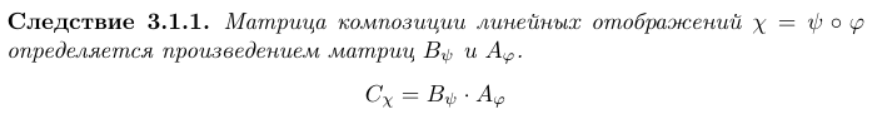 Следствие 3.1.1. Матрица композиции линейных отображений χ = ψ ∘ φ
определяется произведением матриц B_ψ и A_φ.
C_χ = B_ψ · A_φ